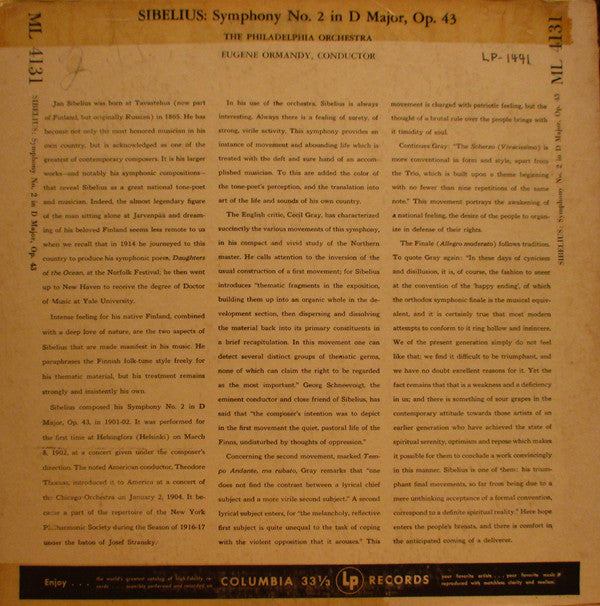 SIBELIUS: Symphony No. 2 in D Major, Op. 43
THE PHILADELPHIA ORCHESTRA
EUGENE ORMANDY, CONDUCTOR
LP-1441
ML 4131
SIBELIUS: Symphony No. 2 in D Major, Op. 43
Jan Sibelius was born at Tavastehus (now part
of Finland, but originally Russian) in 1865. He has
become not only the most honored musician in his
own country, but is acknowledged as one of the
greatest of contemporary composers. It is his larger
works—and notably his symphonic compositions—
that reveal Sibelius as a great national tone-poet
and musician. Indeed, the almost legendary figure
of the man sitting alone at Jarvenpää and dream-
ing of his beloved Finland seems less remote to us
when we recall that in 1914 he journeyed to this
country to produce his symphonic poem, Daughters
of the Ocean, at the Norfolk Festival; he then went
up to New Haven to receive the degree of Doctor
of Music at Yale University.
Intense feeling for his native Finland, combined
with a deep love of nature, are the two aspects of
Sibelius that are made manifest in his music. He
paraphrases the Finnish folk-tune style freely for
his thematic material, but his treatment remains
strongly and insistently his own.
Sibelius composed his Symphony No. 2 in D
Major, Op. 43, in 1901-02. It was performed for
the first time at Helsingfors (Helsinki) on March
8, 1902, at a concert given under the composer's
direction. The noted American conductor, Theodore
Thomas, introduced it to America at a concert of
the Chicago Orchestra on January 2, 1904. It be-
came a part of the repertoire of the New York
Philharmonic Society during the Season of 1916-17
under the baton of Josef Stransky.
In his use of the orchestra, Sibelius is always
interesting. Always there is a feeling of surety, of
strong, virile activity. This symphony provides an
instance of movement and abounding life which is
treated with the deft and sure hand of an accom-
plished musician. To this are added the color of
the tone-poet's perception, and the translation into
art of the life and sounds of his own country.
The English critic, Cecil Gray, has characterized
succinctly the various movements of this symphony,
in his compact and vivid study of the Northern
master. He calls attention to the inversion of the
usual construction of a first movement; for Sibelius
introduces "thematic fragments in the exposition,
building them up into an organic whole in the de-
velopment section, then dispersing and dissolving
the material back into its primary constituents in
a brief recapitulation. In this movement one can
detect several distinct groups of thematic germs,
none of which can claim the right to be regarded
as the most important." Georg Schneevoigt, the
eminent conductor and close friend of Sibelius, has
said that "the composer's intention was to depict
in the first movement the quiet, pastoral life of the
Finns, undisturbed by thoughts of oppression."
Concerning the second movement, marked Tem-
po Andante, ma rubato, Gray remarks that "one
does not find the contrast between a lyrical chief
subject and a more virile second subject." A second
lyrical subject enters, for "the melancholy, reflective
first subject is quite unequal to the task of coping
with the violent opposition that it arouses." This
movement is charged with patriotic feeling, but the
thought of a brutal rule over the people brings with
it timidity of soul.
Continues Gray: "The Scherzo (Vivacissimo) is
more conventional in form and style, apart from
the Trio, which is built upon a theme beginning
with no fewer than nine repetitions of the same
note." This movement portrays the awakening of
a national feeling, the desire of the people to organ-
ize in defense of their rights.
The Finale (Allegro moderato) follows tradition.
To quote Gray again: "In these days of cynicism
and disillusion, it is, of course, the fashion to sneer
at the convention of the 'happy ending', of which
the orthodox symphonic finale is the musical equiv-
alent, and it is certainly true that most modern
attempts to conform to it ring hollow and insincere.
We of the present generation simply do not feel
like that; we find it difficult to be triumphant, and
we have no doubt excellent reasons for it. Yet the
fact remains that that is a weakness and a deficiency
in us; and there is something of sour grapes in the
contemporary attitude towards those artists of an
earlier generation who have achieved the state of
spiritual serenity, optimism and repose which makes
it possible for them to conclude a work convincingly
in this manner. Sibelius is one of them: his trium-
phant final movements, so far from being due to a
mere unthinking acceptance of a formal convention,
correspond to a definite spiritual reality." Here hope
enters the people's breasts, and there is comfort in
the anticipated coming of a deliverer.
ML 4131
SIBELIUS: Symphony No. 2 in D Major, Op. 43
Enjoy . . . the world's greatest catalog of high-fidelity re-
cords . . . assembly performed and recorded on
COLUMBIA 33⅓ LP RECORDS
your favorite artists . . . your favorite music if
reproduced with matchless clarity and realism.